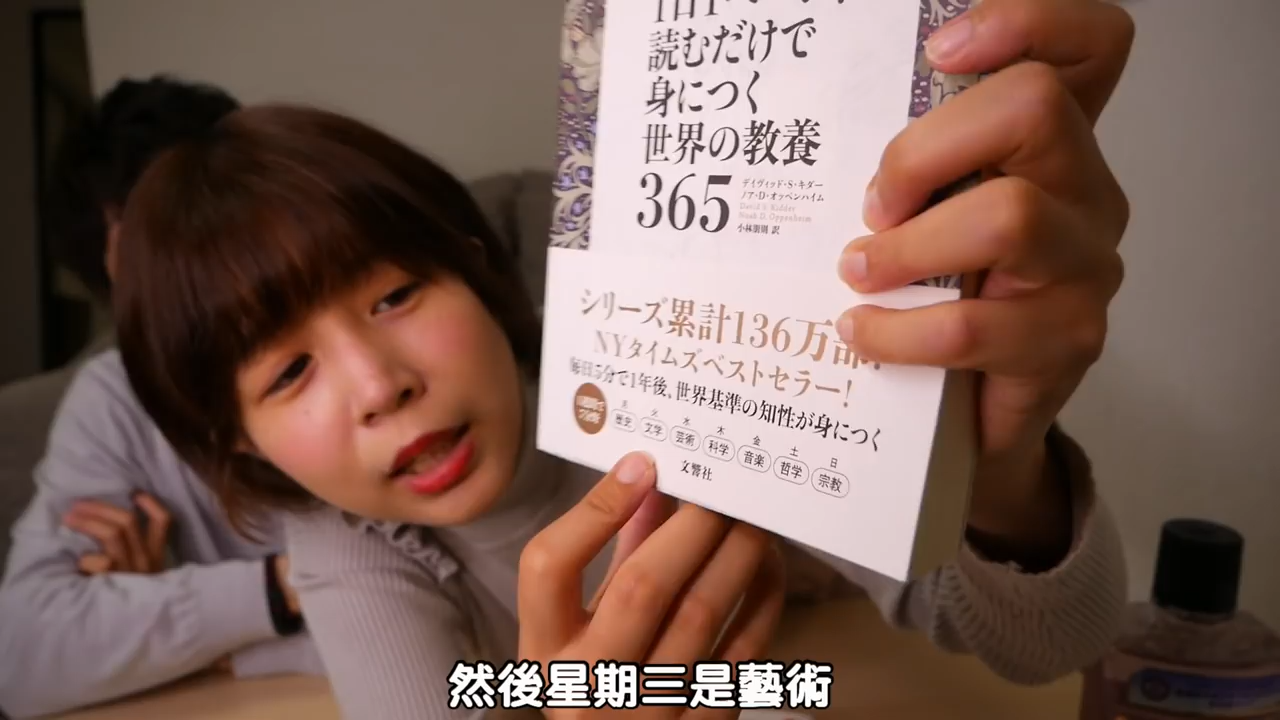 読むだけで
身につく
世界の教養
365
デイヴィッド・S・キダー
ノア・D・オッペンハイム
David S. Kidder
Noah D. Oppenheim
小林朋則 訳
シリーズ累計136万部!
NYタイムズベストセラー!
毎日5分で1年後、世界基準の知性が身につく
月 火 水 木 金 土 日
歴史 文学 芸術 科学 音楽 哲学 宗教
文響社
然後星期三是藝術